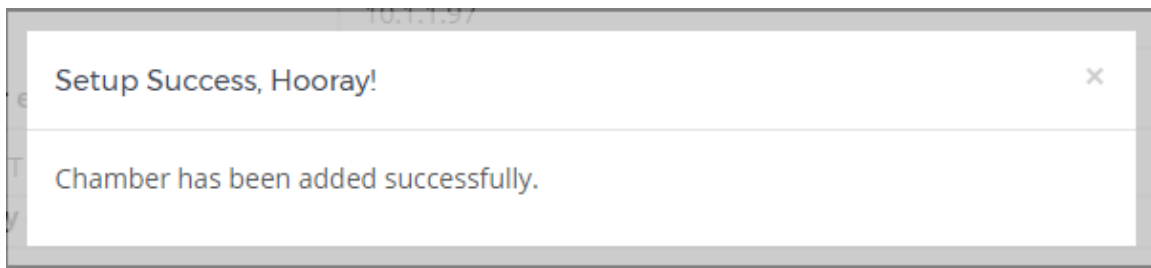 10.1.1.97
Setup Success, Hooray!
×
Chamber has been added successfully.